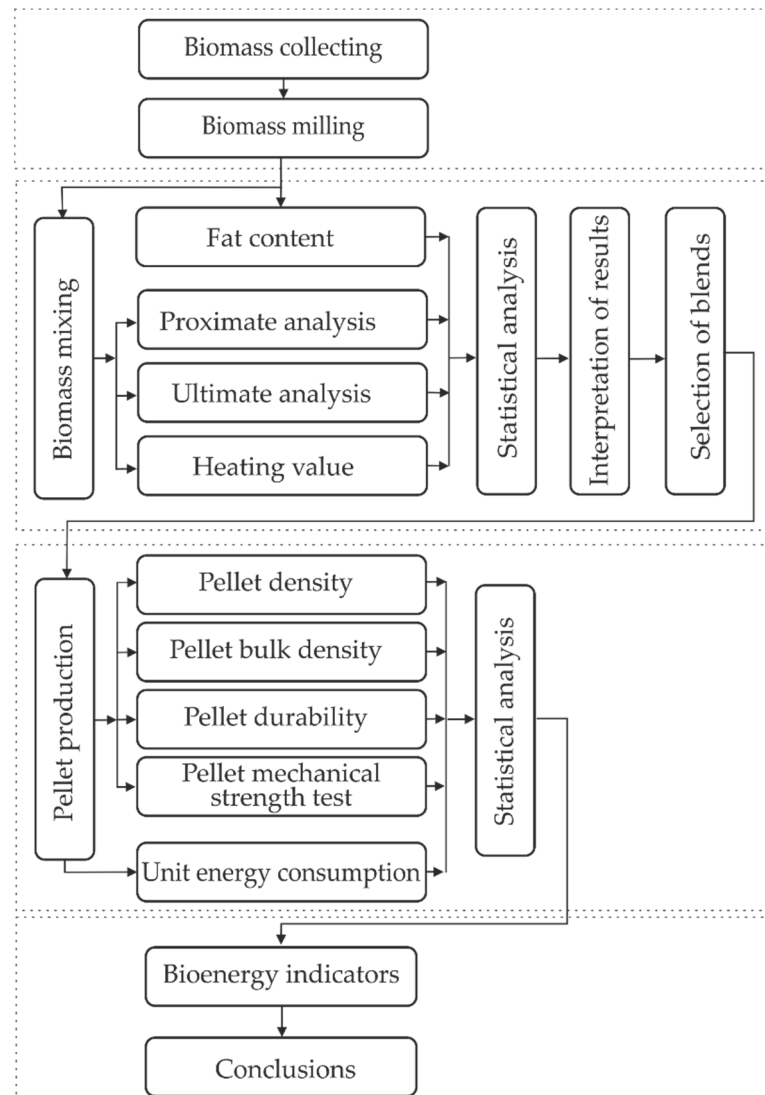 Biomass collecting
Biomass milling
Biomass mixing
Fat content
Proximate analysis
Ultimate analysis
Heating value
Statistical analysis
Interpretation of results
Selection of blends
Pellet production
Pellet density
Pellet bulk density
Pellet durability
Pellet mechanical
strength test
Unit energy consumption
Statistical analysis
Bioenergy indicators
Conclusions